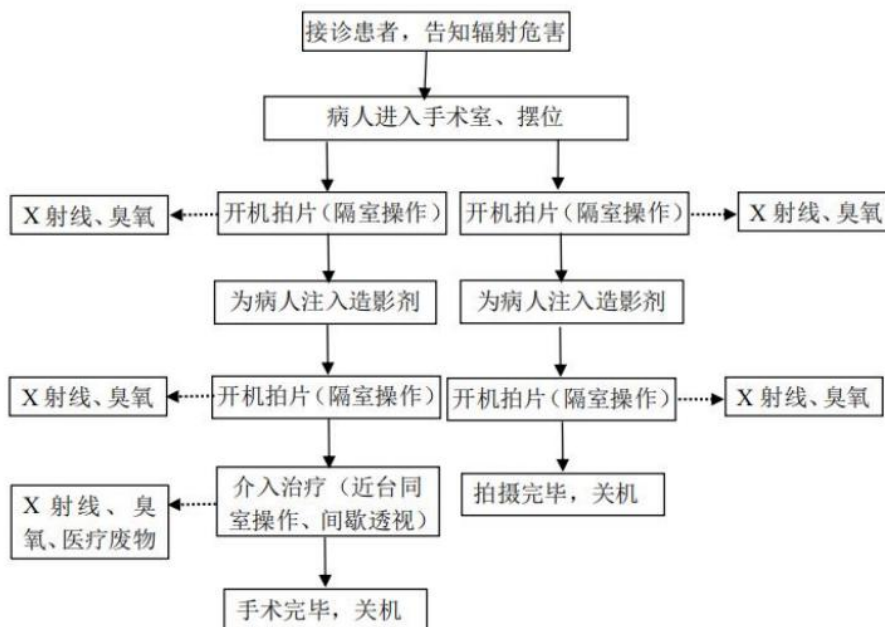 接诊患者，告知辐射危害
病人进入手术室、摆位
X 射线、臭氧
开机拍片（隔室操作）
开机拍片（隔室操作）
X 射线、臭氧
为病人注入造影剂
为病人注入造影剂
X 射线、臭氧
开机拍片（隔室操作）
开机拍片（隔室操作）
X 射线、臭氧
X 射线、臭
氧、医疗废物
介入治疗（近台同
室操作、间歇透视）
拍摄完毕，关机
手术完毕，关机